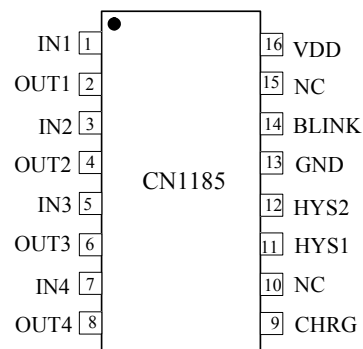 IN1 1 16 VDD
OUT1 2 15 NC
IN2 3 14 BLINK
OUT2 4 13 GND
CN1185
IN3 5 12 HYS2
OUT3 6 11 HYS1
IN4 7 10 NC
OUT4 8 9 CHRG